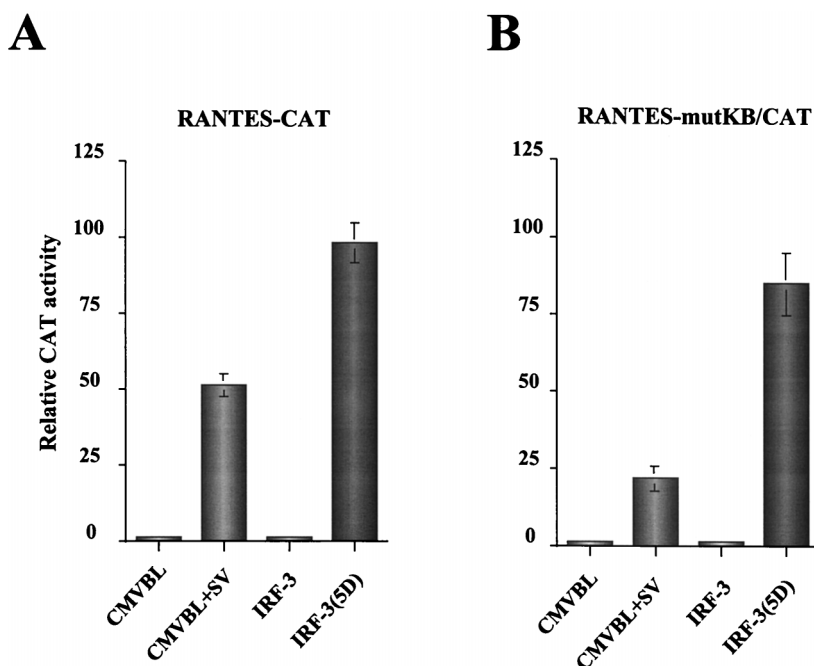 A
B
RANTES-CAT
RANTES-mutKB/CAT
Relative CAT activity
125
100
75
50
25
0
CMVBL
CMVBL+SV
IRF-3
IRF-3(5D)
125
100
75
50
25
0
CMVBL
CMVBL+SV
IRF-3
IRF-3(5D)